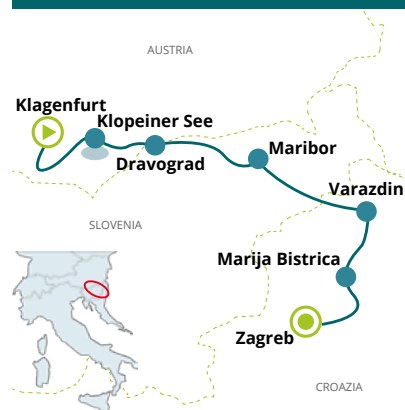 AUSTRIA
Klagenfurt
Klopeiner See
Dravograd
Maribor
Varazdin
SLOVENIA
Marija Bistrica
Zagreb
CROAZIA